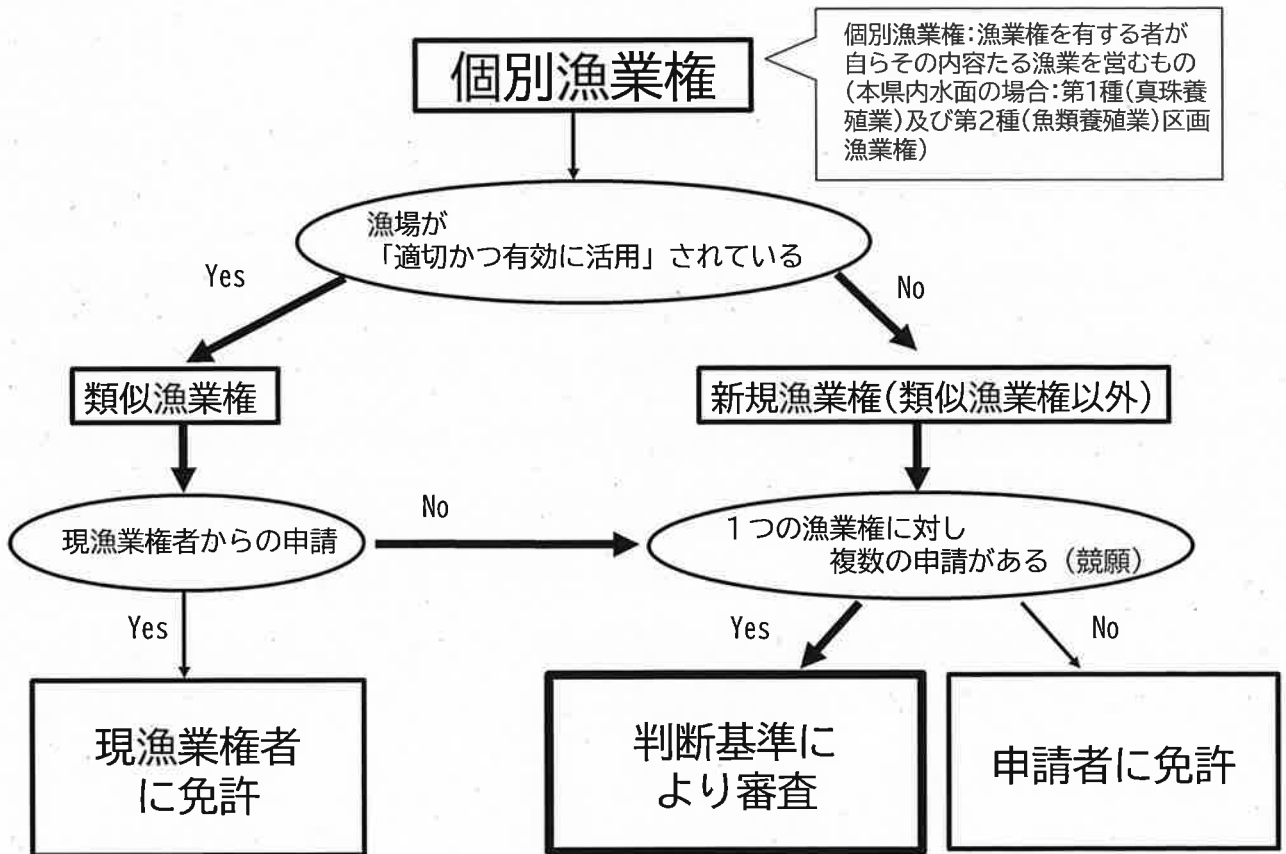 個別漁業権
個別漁業権:漁業権を有する者が
自らその内容たる漁業を営むもの
(本県内水面の場合:第1種(真珠養
殖業)及び第2種(魚類養殖業)区画
漁業権)
漁場が
「適切かつ有効に活用」されている
Yes
No
類似漁業権
新規漁業権(類似漁業権以外)
現漁業権者からの申請
No
1つの漁業権に対し
複数の申請がある(競願)
Yes
Yes
No
現漁業権者
に免許
判断基準に
より審査
申請者に免許